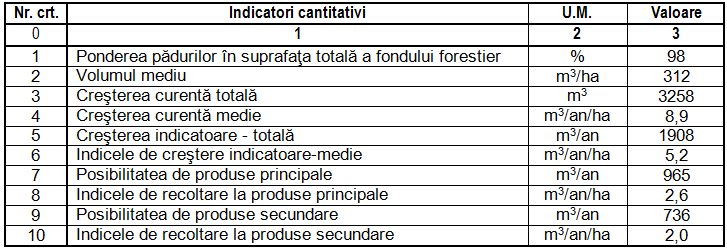 Nr. crt. Indicatori cantitativi U.M. Valoare
0 1 2 3
1 Ponderea pădurilor în suprafaţa totală a fondului forestier % 98
2 Volumul mediu m³/ha 312
3 Creşterea curentă totală m³ 3258
4 Creşterea curentă medie m³/an/ha 8,9
5 Creşterea indicatoare - totală m³/an 1908
6 Indicele de creştere indicatoare-medie m³/an/ha 5,2
7 Posibilitatea de produse principale m³/an 965
8 Indicele de recoltare la produse principale m³/an/ha 2,6
9 Posibilitatea de produse secundare m³/an 736
10 Indicele de recoltare la produse secundare m³/an/ha 2,0